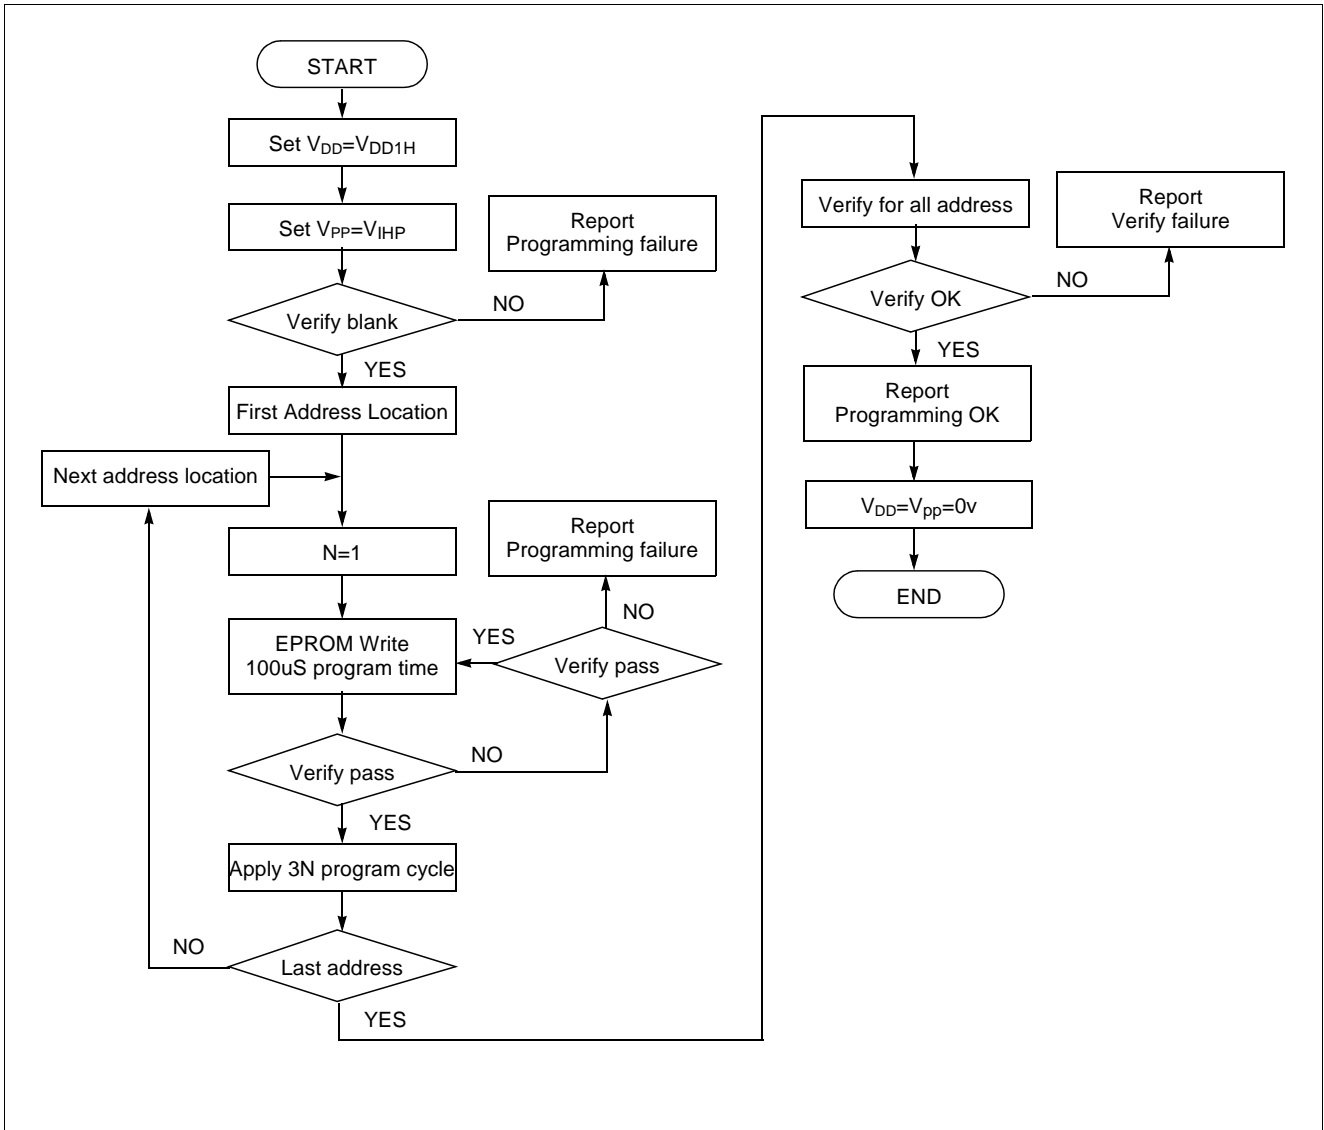 START
Set VDD=VDD1H
Set VPP=VIHP
Report
Programming failure
Verify blank
NO
YES
First Address Location
Next address location
N=1
Report
Programming failure
NO
EPROM Write
100uS program time
YES
Verify pass
Verify pass
NO
YES
Apply 3N program cycle
Last address
NO
YES
Verify for all address
Report
Verify failure
Verify OK
NO
YES
Report
Programming OK
VDD=Vpp=0v
END